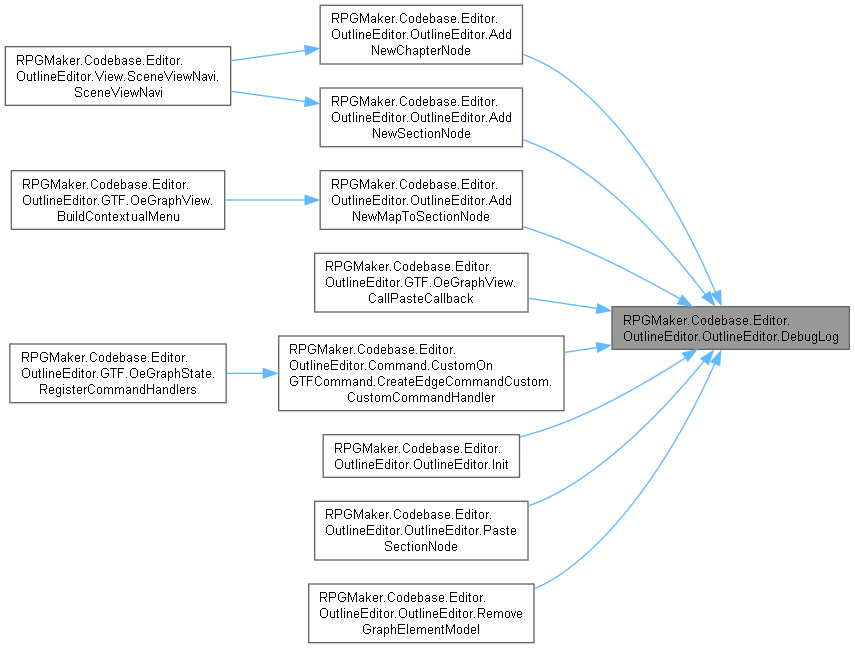 RPGMaker.Codebase.Editor.
OutlineEditor.OutlineEditor.Add
NewChapterNode
RPGMaker.Codebase.Editor.
OutlineEditor.View.SceneViewNavi.
SceneViewNavi
RPGMaker.Codebase.Editor.
OutlineEditor.OutlineEditor.Add
NewSectionNode
RPGMaker.Codebase.Editor.
OutlineEditor.GTF.OeGraphView.
BuildContextualMenu
RPGMaker.Codebase.Editor.
OutlineEditor.OutlineEditor.Add
NewMapToSectionNode
RPGMaker.Codebase.Editor.
OutlineEditor.GTF.OeGraphView.
CallPasteCallback
RPGMaker.Codebase.Editor.
OutlineEditor.OutlineEditor.DebugLog
RPGMaker.Codebase.Editor.
OutlineEditor.GTF.OeGraphState.
RegisterCommandHandlers
RPGMaker.Codebase.Editor.
OutlineEditor.Command.CustomOn
GTFCommand.CreateEdgeCommandCustom.
CustomCommandHandler
RPGMaker.Codebase.Editor.
OutlineEditor.OutlineEditor.Init
RPGMaker.Codebase.Editor.
OutlineEditor.OutlineEditor.Paste
SectionNode
RPGMaker.Codebase.Editor.
OutlineEditor.OutlineEditor.Remove
GraphElementModel